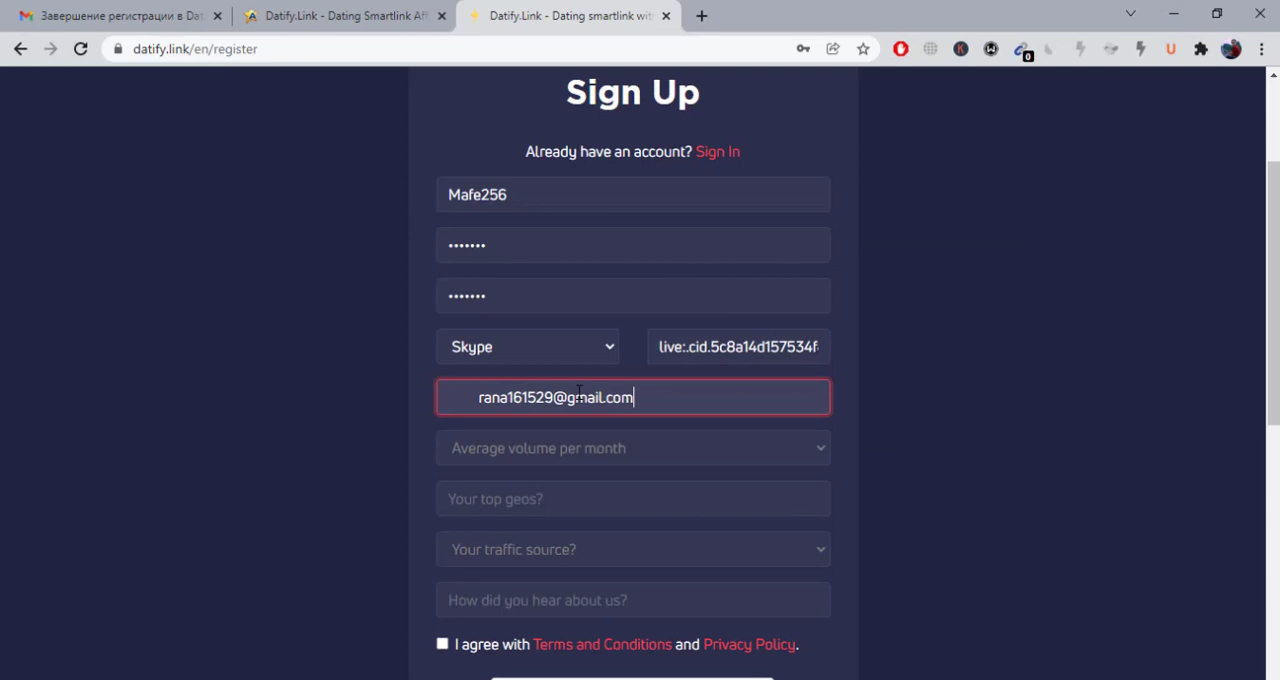 Завершение регистрации в Dat
Datify.Link - Dating Smartlink Aff
Datify.Link - Dating smartlink wit
datify.link/en/register
0
Sign Up
Already have an account? Sign In
Mafe256
•••••••
•••••••
Skype
live:.cid.5c8a14d157534f
rana161529@gmail.com
Average volume per month
Your top geos?
Your traffic source?
How did you hear about us?
I agree with Terms and Conditions and Privacy Policy.